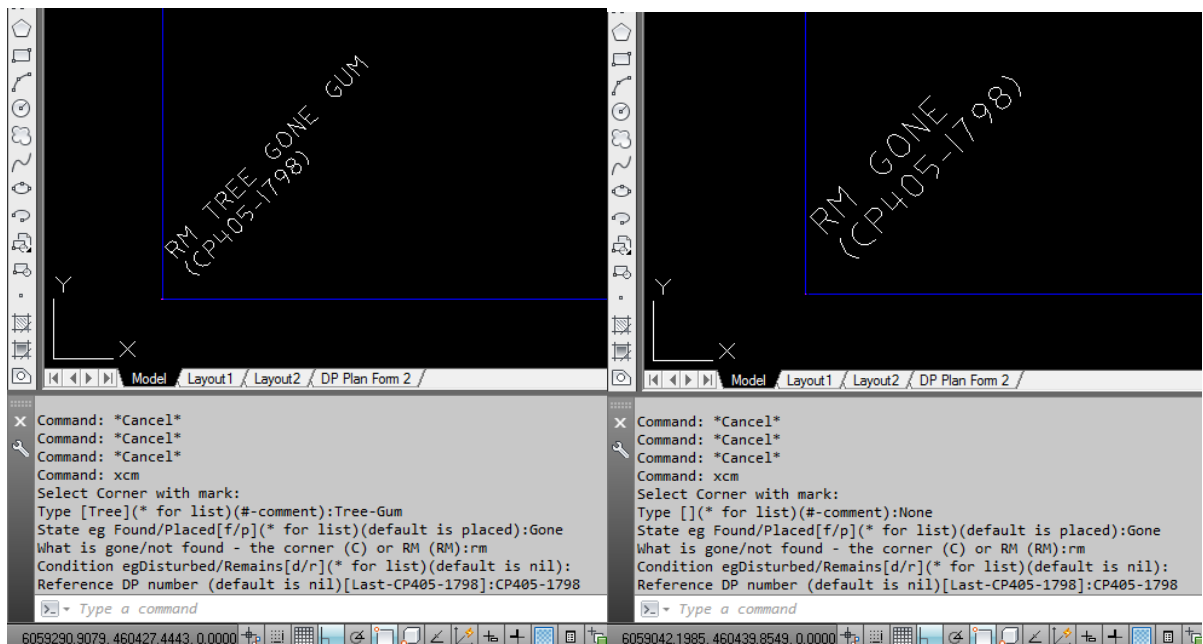 RM TREE GONE GUM
(CP405-1798)
Y
X
Model Layout1 Layout2 DP Plan Form 2
Command: *Cancel*
Command: *Cancel*
Command: *Cancel*
Command: xcm
Select Corner with mark:
Type [Tree](* for list)(#-comment):Tree-Gum
State eg Found/Placed[f/p](* for list)(default is placed):Gone
What is gone/not found - the corner (C) or RM (RM):rm
Condition egDisturbed/Remains[d/r](* for list)(default is nil):
Reference DP number (default is nil)[Last-CP405-1798]:CP405-1798
Type a command
6059290.9079, 460427.4443, 0.0000
RM GONE
(CP405-1798)
Y
X
Model Layout1 Layout2 DP Plan Form 2
Command: *Cancel*
Command: *Cancel*
Command: *Cancel*
Command: xcm
Select Corner with mark:
Type [](* for list)(#-comment):None
State eg Found/Placed[f/p](* for list)(default is placed):Gone
What is gone/not found - the corner (C) or RM (RM):rm
Condition egDisturbed/Remains[d/r](* for list)(default is nil):
Reference DP number (default is nil)[Last-CP405-1798]:CP405-1798
Type a command
6059042.1985, 460439.8549, 0.0000